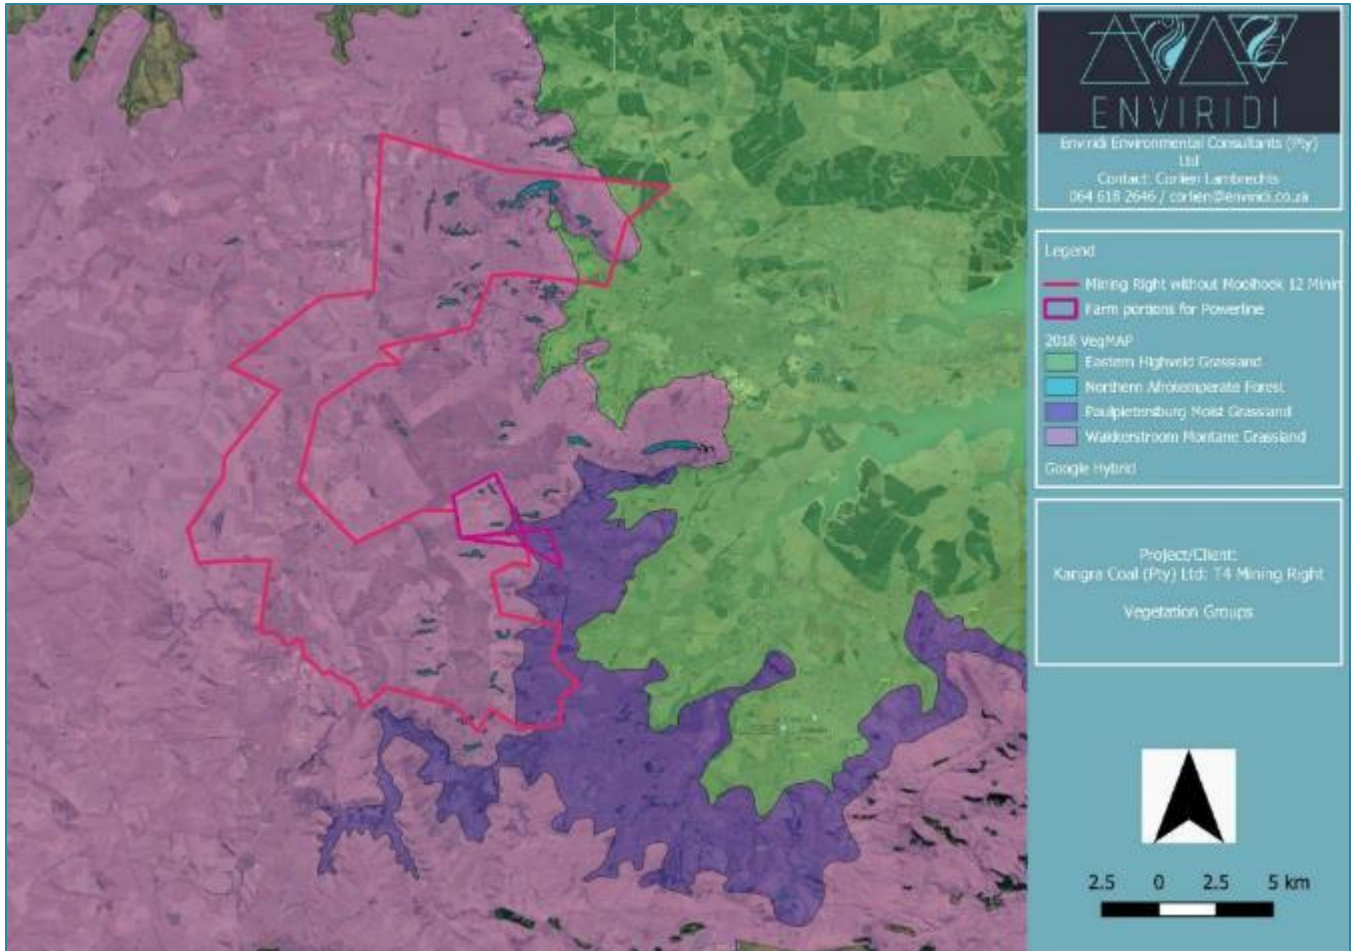 ENVIRIDI
Enviridi Environmental Consultants (Pty)
Ltd
Contact: Corlien Lambrechts
064 618 2646 / corlien@enviridi.co.za
Legend
Mining Right without Mooihoek 12 Minin
Farm portions for Powerline
2018 VegMAP
Eastern Highveld Grassland
Northern Afrotemperate Forest
Paulpietersburg Moist Grassland
Wakkerstroom Montane Grassland
Google Hybrid
Project/Client:
Kangra Coal (Pty) Ltd: T4 Mining Right
Vegetation Groups
2.5 0 2.5 5 km